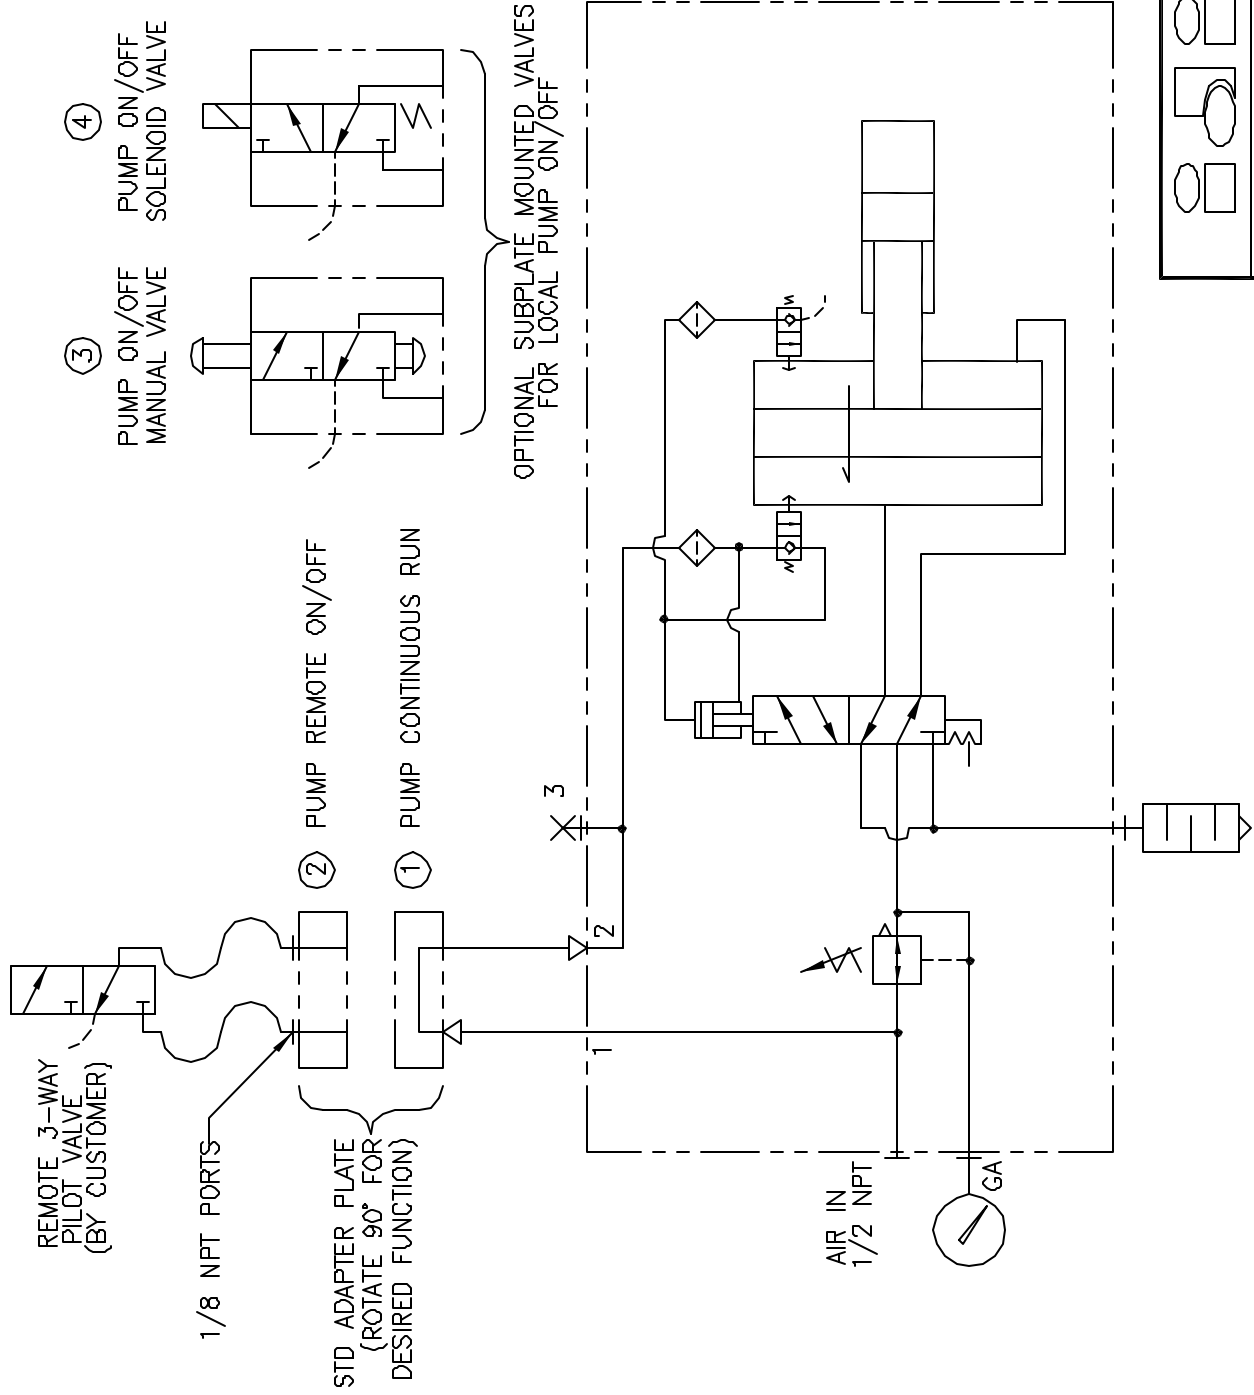 REMOTE 3-WAY
PILOT VALVE
(BY CUSTOMER)
1/8 NPT PORTS
STD ADAPTER PLATE
(ROTATE 90° FOR
DESIRED FUNCTION)
2 PUMP REMOTE ON/OFF
1 PUMP CONTINUOUS RUN
3
PUMP ON/OFF
MANUAL VALVE
4
PUMP ON/OFF
SOLENOID VALVE
OPTIONAL SUBPLATE MOUNTED VALVES
FOR LOCAL PUMP ON/OFF
3
2
1
AIR IN
1/2 NPT
GA